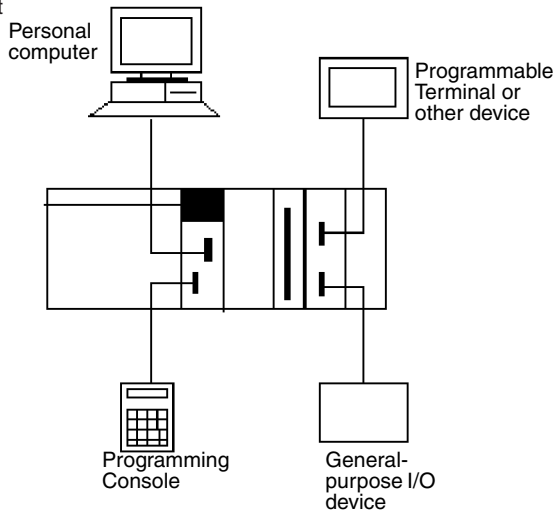 t
Personal
computer
Programmable
Terminal or
other device
Programming
Console
General-
purpose I/O
device